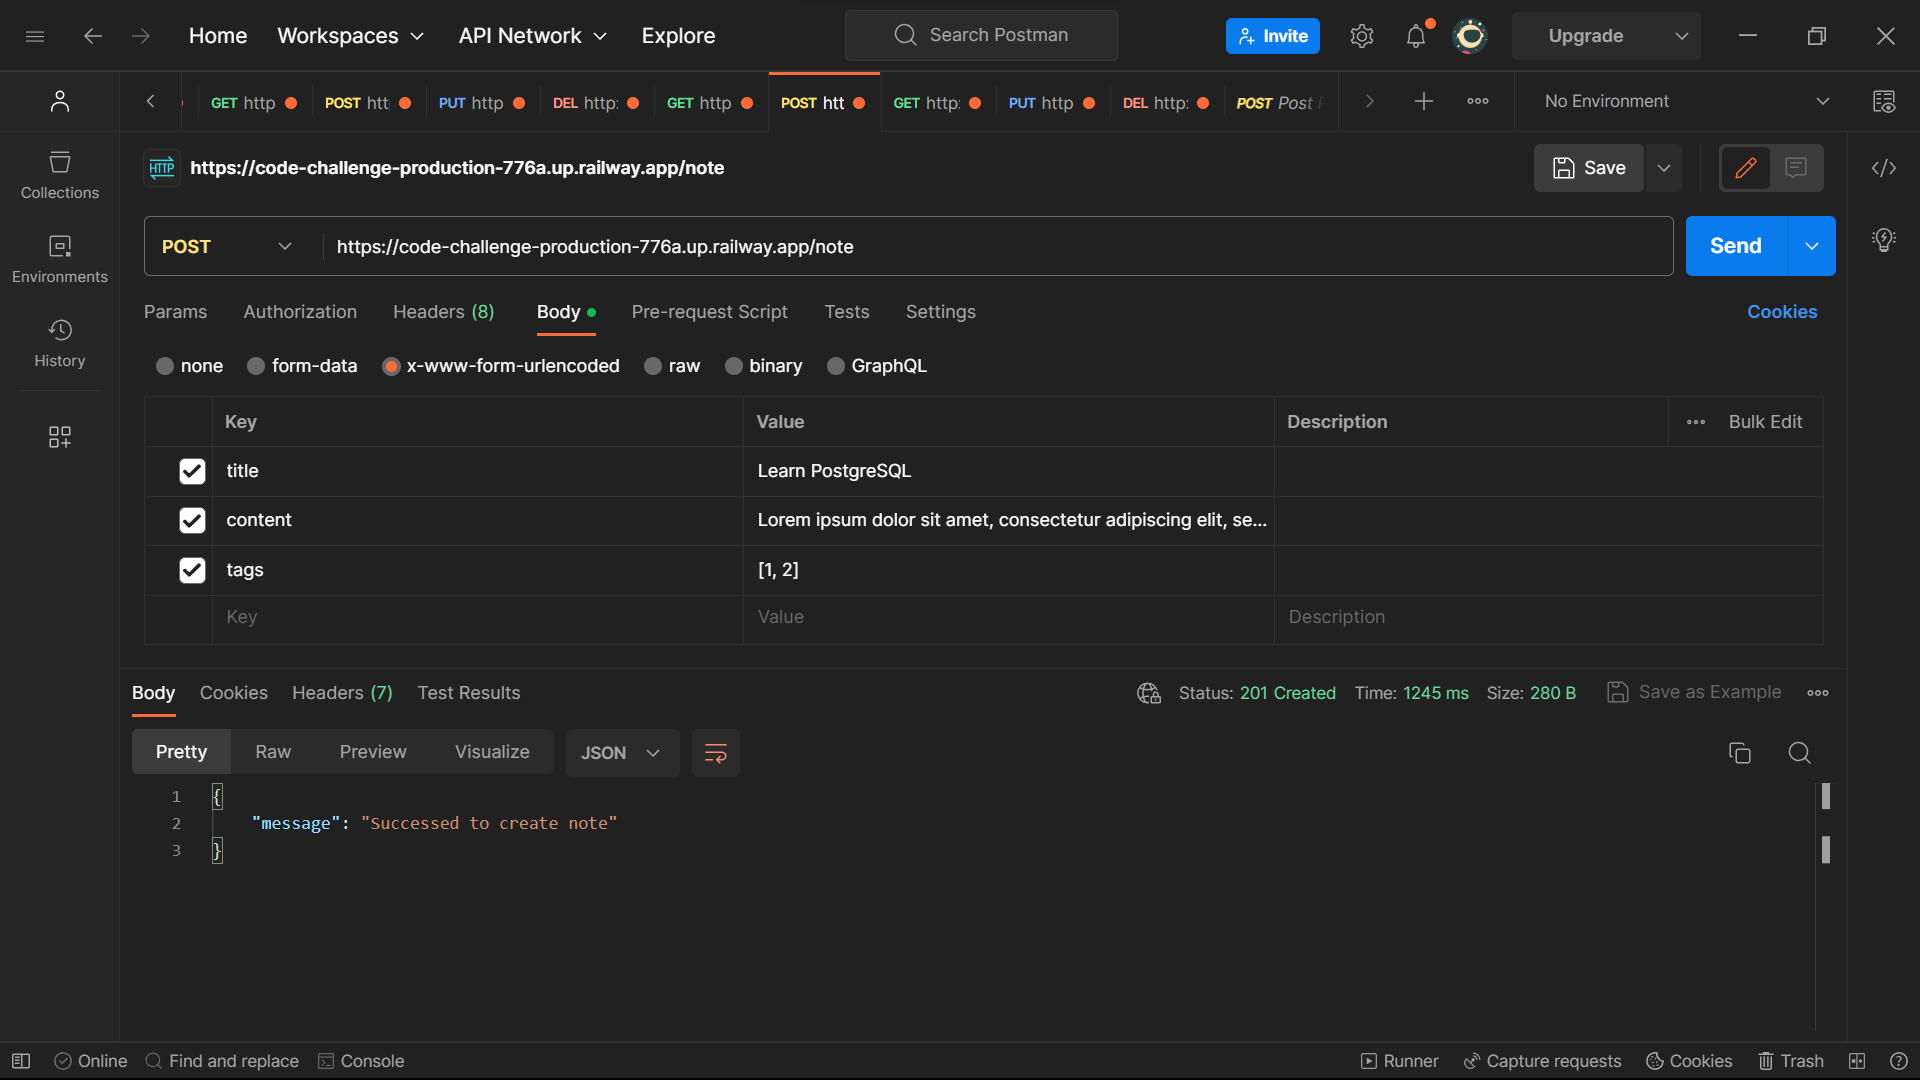 Home Workspaces API Network Explore Search Postman Invite Upgrade
GET http POST htt PUT http DEL http: GET http POST htt GET http: PUT http DEL http: POST Post No Environment
HTTP https://code-challenge-production-776a.up.railway.app/note Save
Collections
Environments
History
POST https://code-challenge-production-776a.up.railway.app/note Send
Params Authorization Headers (8) Body Pre-request Script Tests Settings Cookies
none form-data x-www-form-urlencoded raw binary GraphQL
Key Value Description Bulk Edit
title Learn PostgreSQL
content Lorem ipsum dolor sit amet, consectetur adipiscing elit, se...
tags [1, 2]
Key Value Description
Body Cookies Headers (7) Test Results Status: 201 Created Time: 1245 ms Size: 280 B Save as Example
Pretty Raw Preview Visualize JSON
1 {
2 "message": "Successed to create note"
3 }
Online Find and replace Console Runner Capture requests Cookies Trash